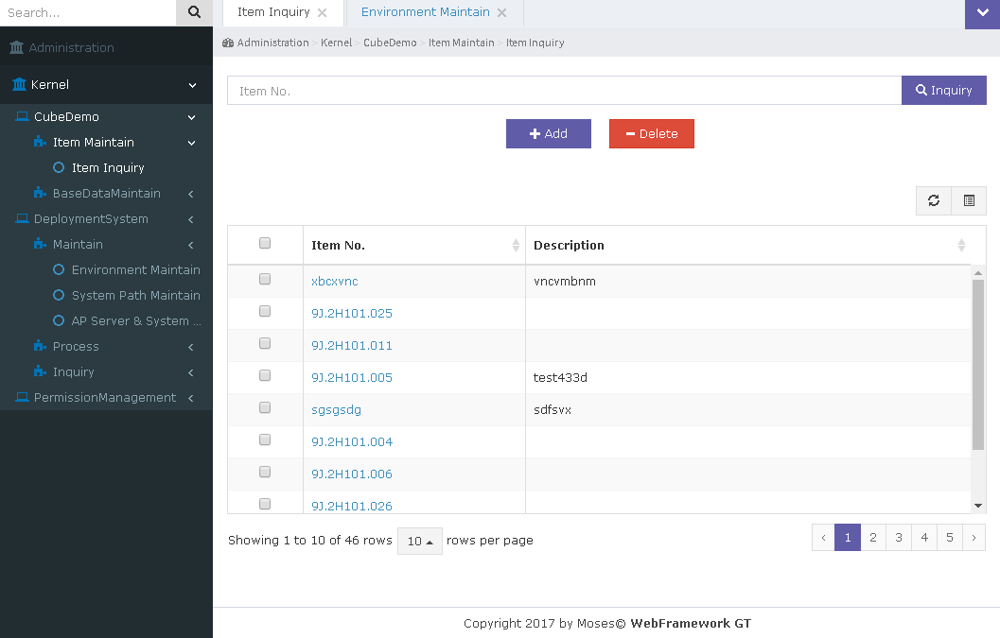 Search...
Administration
Kernel
CubeDemo
Item Maintain
Item Inquiry
BaseDataMaintain
DeploymentSystem
Maintain
Environment Maintain
System Path Maintain
AP Server & System ...
Process
Inquiry
PermissionManagement
Item Inquiry Environment Maintain
Administration > Kernel > CubeDemo > Item Maintain > Item Inquiry
Item No. Inquiry
Add Delete
Item No. Description
xbcxvnc vncvmbnm
9J.2H101.025
9J.2H101.011
9J.2H101.005 test433d
sgsgsdg sdfsvx
9J.2H101.004
9J.2H101.006
9J.2H101.026
Showing 1 to 10 of 46 rows 10 rows per page ‹ 1 2 3 4 5 ›
Copyright 2017 by Moses© WebFramework GT